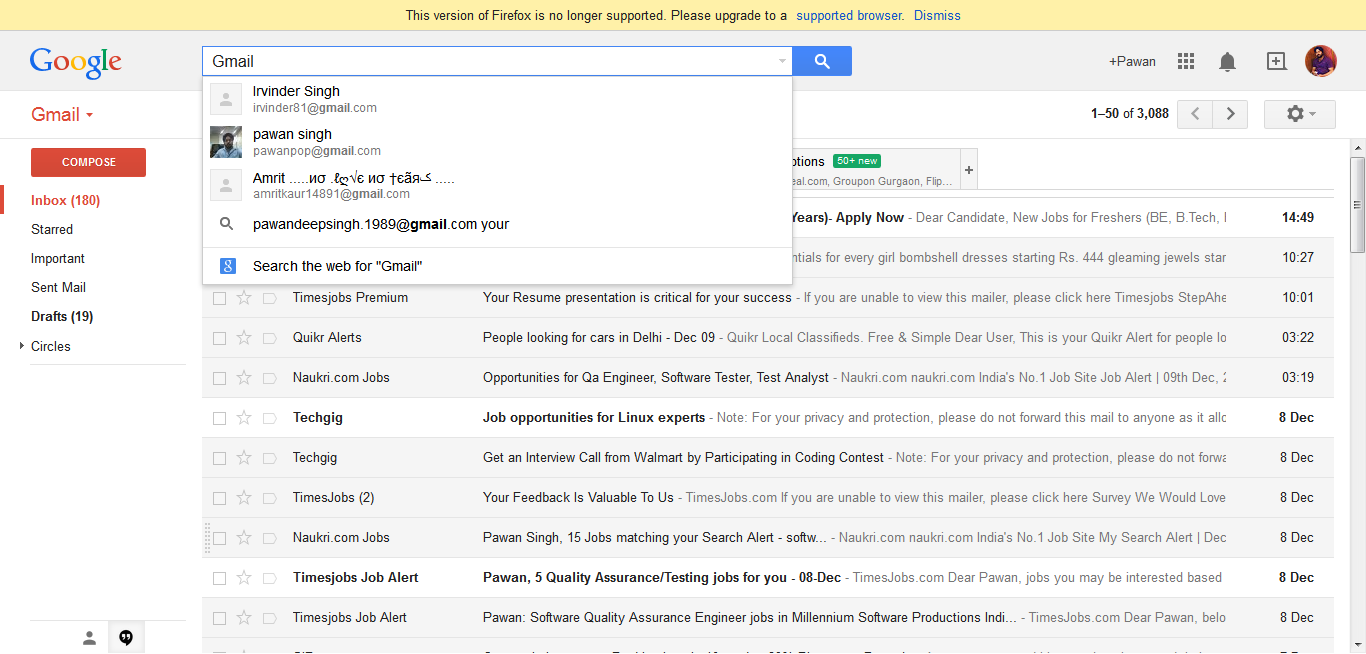 This version of Firefox is no longer supported. Please upgrade to a supported browser. Dismiss
Google
Gmail
+Pawan
Irvinder Singh
irvinder81@gmail.com
pawan singh
pawanpop@gmail.com
Amrit .....иσ .ℓღ√є иσ †єãяک .....
amritkaur14891@gmail.com
pawandeepsingh.1989@gmail.com your
Search the web for "Gmail"
Gmail
1–50 of 3,088
COMPOSE
Inbox (180)
Starred
Important
Sent Mail
Drafts (19)
Circles
otions 50+ new
eal.com, Groupon Gurgaon, Flip...
+
Years)- Apply Now - Dear Candidate, New Jobs for Freshers (BE, B.Tech, 14:49
ntials for every girl bombshell dresses starting Rs. 444 gleaming jewels star 10:27
Timesjobs Premium Your Resume presentation is critical for your success - If you are unable to view this mailer, please click here Timesjobs StepAhe 10:01
Quikr Alerts People looking for cars in Delhi - Dec 09 - Quikr Local Classifieds. Free & Simple Dear User, This is your Quikr Alert for people lo 03:22
Naukri.com Jobs Opportunities for Qa Engineer, Software Tester, Test Analyst - Naukri.com naukri.com India's No.1 Job Site Job Alert | 09th Dec, 2 03:19
Techgig Job opportunities for Linux experts - Note: For your privacy and protection, please do not forward this mail to anyone as it allo 8 Dec
Techgig Get an Interview Call from Walmart by Participating in Coding Contest - Note: For your privacy and protection, please do not forwa 8 Dec
TimesJobs (2) Your Feedback Is Valuable To Us - TimesJobs.com If you are unable to view this mailer, please click here Survey We Would Love 8 Dec
Naukri.com Jobs Pawan Singh, 15 Jobs matching your Search Alert - softw... - Naukri.com naukri.com India's No.1 Job Site My Search Alert | Dec 8 Dec
Timesjobs Job Alert Pawan, 5 Quality Assurance/Testing jobs for you - 08-Dec - TimesJobs.com Dear Pawan, jobs you may be interested based 8 Dec
Timesjobs Job Alert Pawan: Software Quality Assurance Engineer jobs in Millennium Software Productions Indi... - TimesJobs.com Dear Pawan, belo 8 Dec